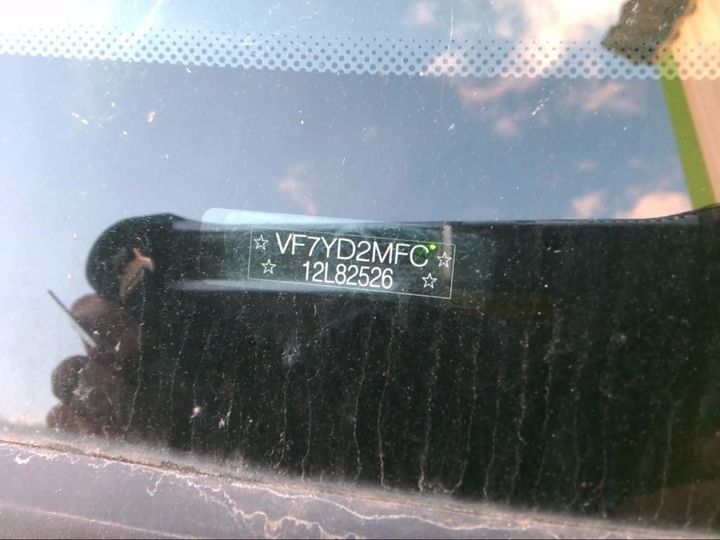 ☆ VF7YD2MFC ☆
☆ 12L82526 ☆